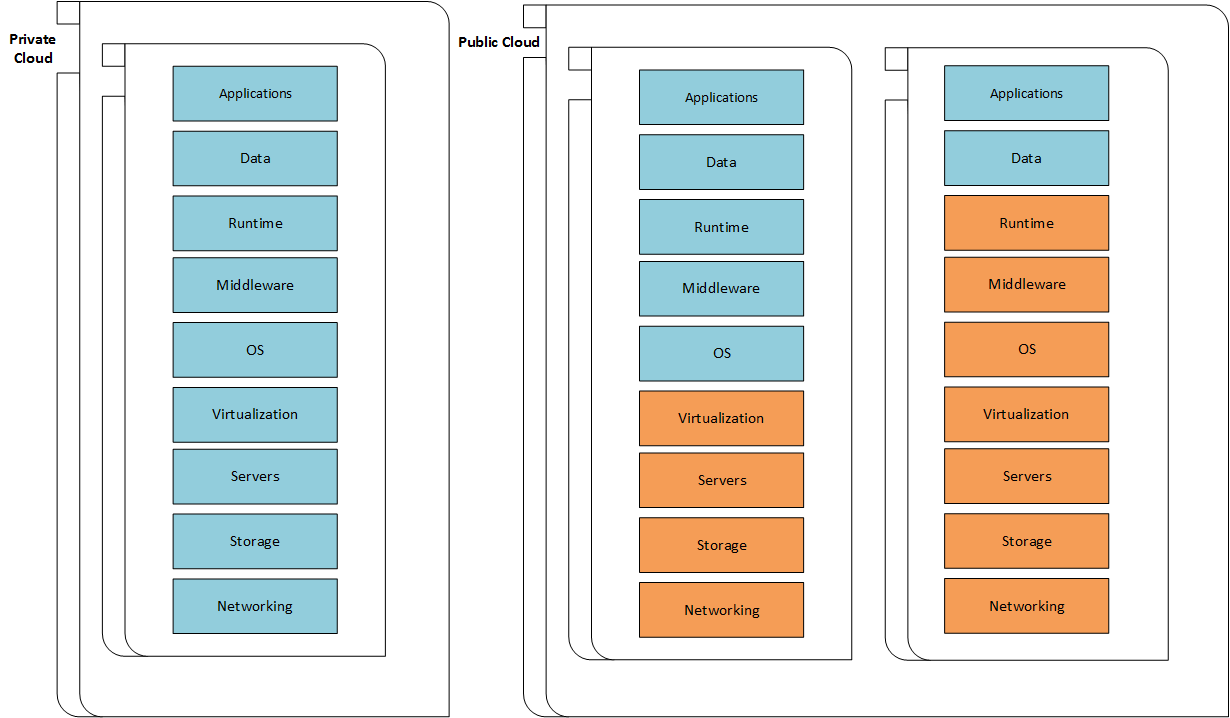 Private
Cloud
Applications
Data
Runtime
Middleware
OS
Virtualization
Servers
Storage
Networking
Public Cloud
Applications
Data
Runtime
Middleware
OS
Virtualization
Servers
Storage
Networking
Applications
Data
Runtime
Middleware
OS
Virtualization
Servers
Storage
Networking